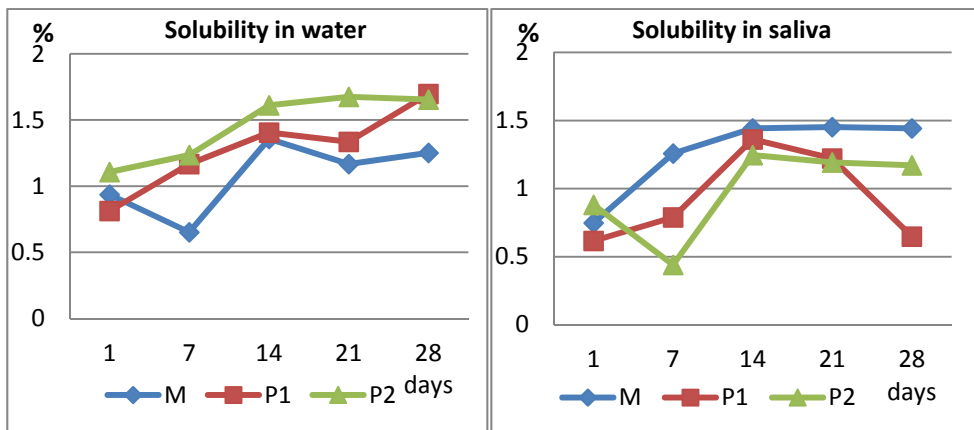 % Solubility in water
2
1.5
1
0.5
0
1 7 14 21 28
days
M P1 P2
% Solubility in saliva
2
1.5
1
0.5
0
1 7 14 21 28
days
M P1 P2